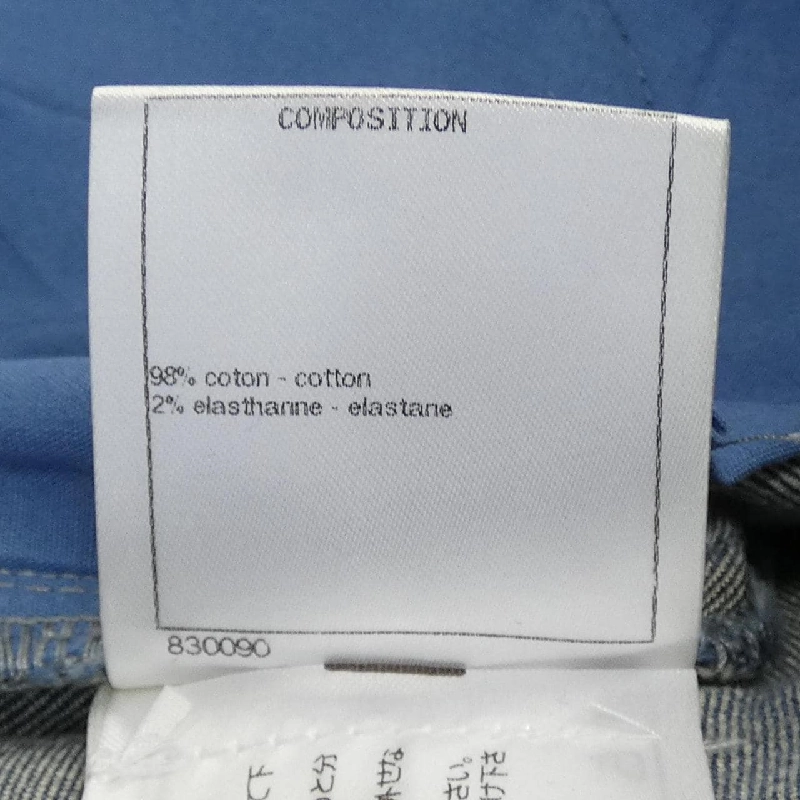 COMPOSITION
98% coton - cotton
2% elasthanne - elastane
830090